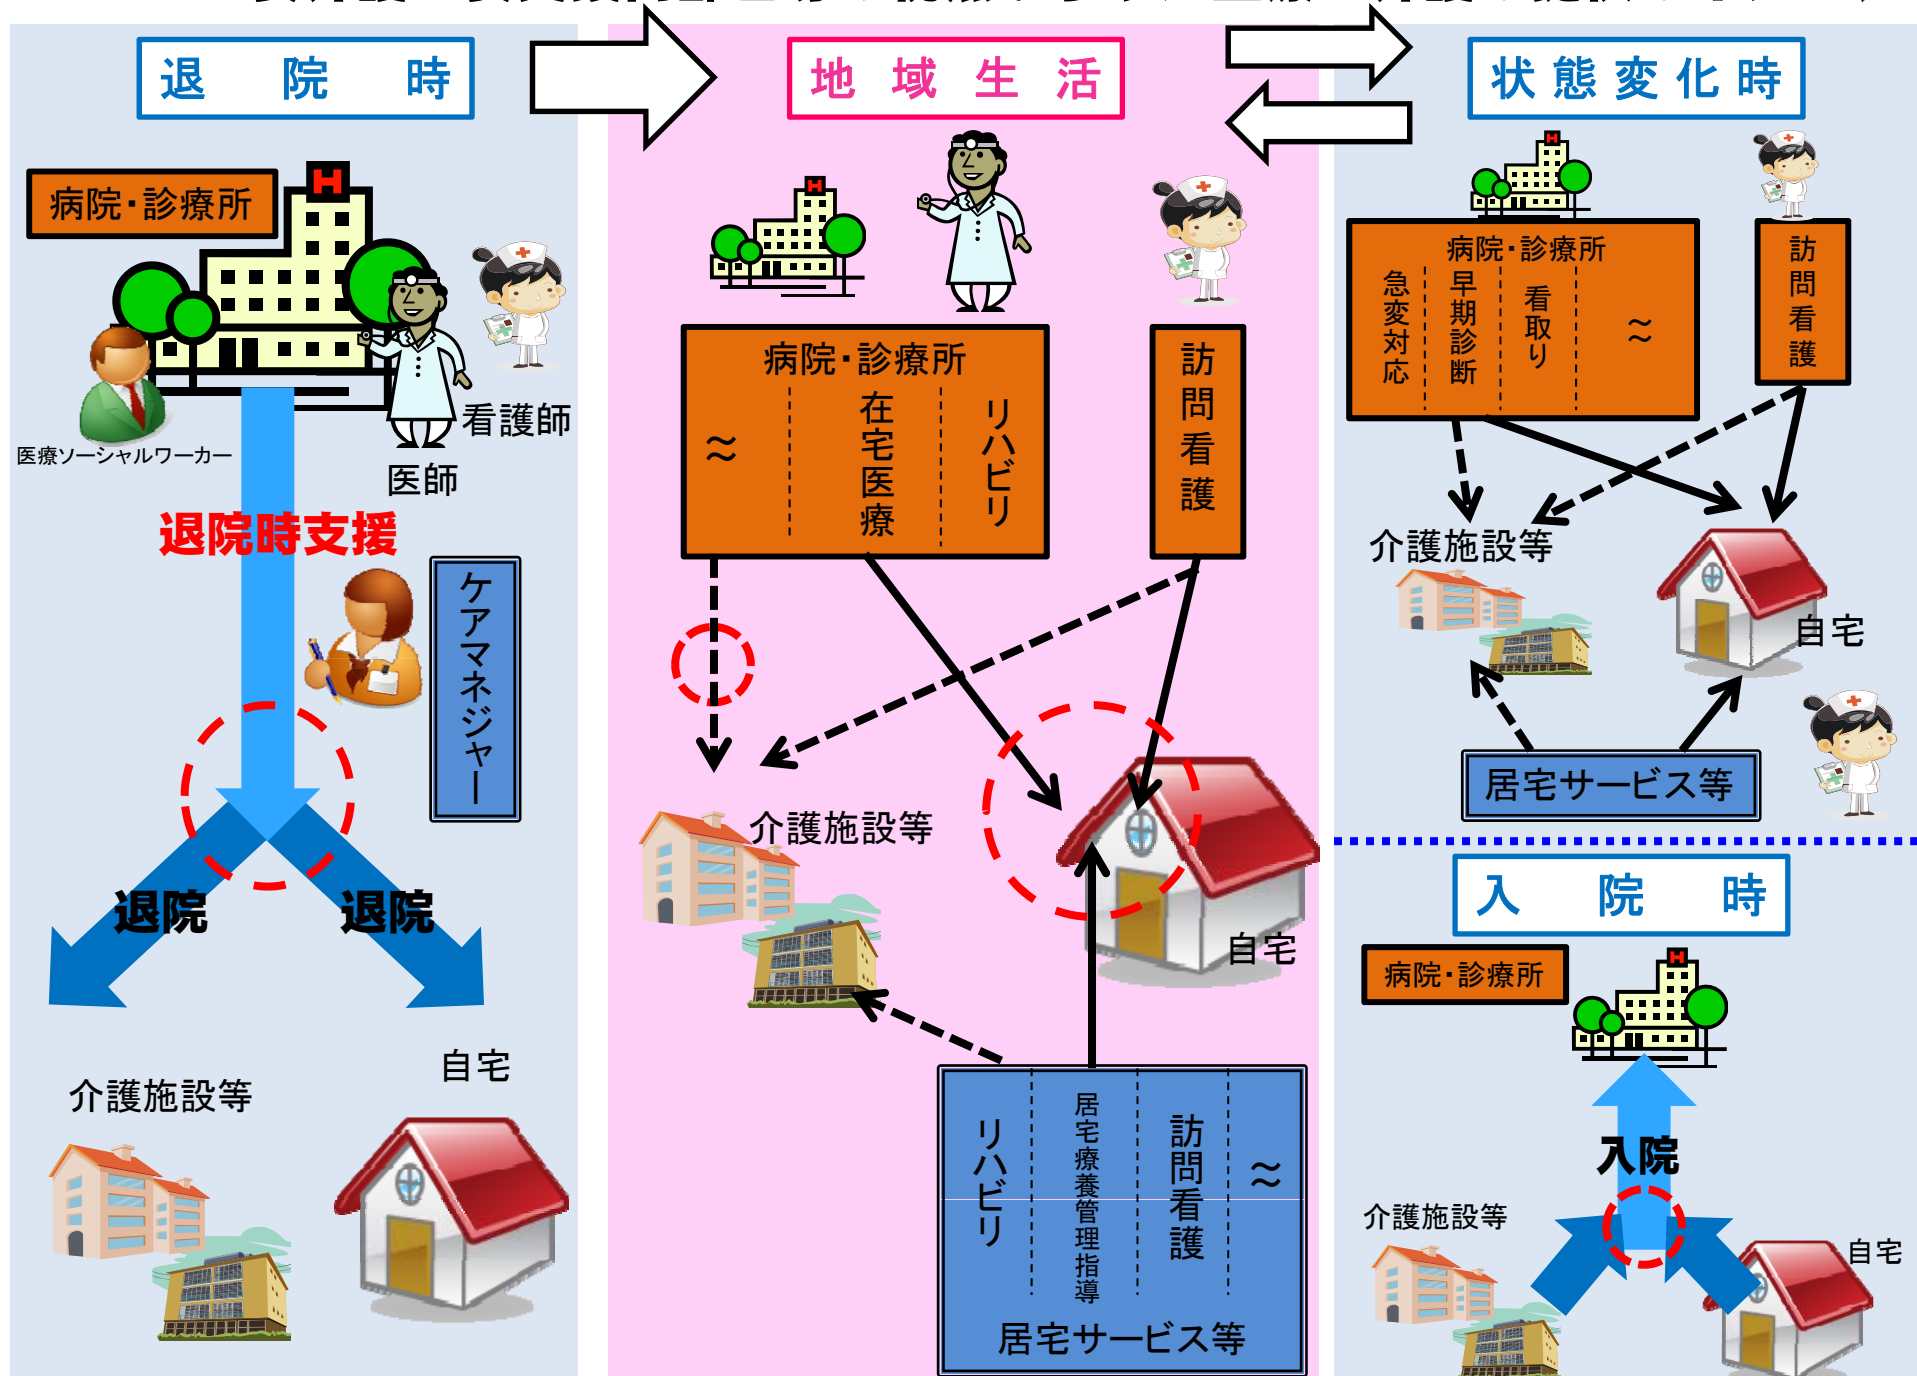 退院時
病院・診療所
看護師
医療ソーシャルワーカー
医師
退院時支援
ケアマネジャー
退院
退院
自宅
介護施設等
地域生活
病院・診療所
≈
在宅医療
リハビリ
訪問看護
介護施設等
自宅
リハビリ
居宅療養管理指導
訪問看護
≈
居宅サービス等
状態変化時
病院・診療所
急変対応
早期診断
看取り
≈
訪問看護
介護施設等
自宅
居宅サービス等
入院時
病院・診療所
入院
介護施設等
自宅